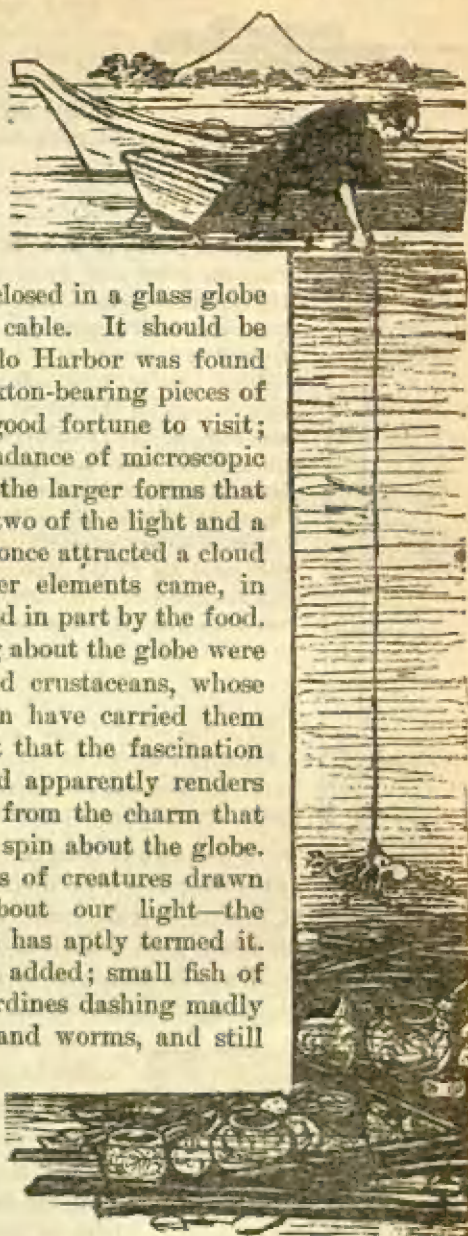 closed in a glass globe
cable. It should be
lo Harbor was found
kton-bearing pieces of
good fortune to visit;
ndance of microscopic
the larger forms that
two of the light and a
once attracted a cloud
er elements came, in
d in part by the food.
g about the globe were
d crustaceans, whose
n have carried them
t that the fascination
d apparently renders
from the charm that
spin about the globe.
s of creatures drawn
bout our light—the
has aptly termed it.
added; small fish of
rdines dashing madly
and worms, and still